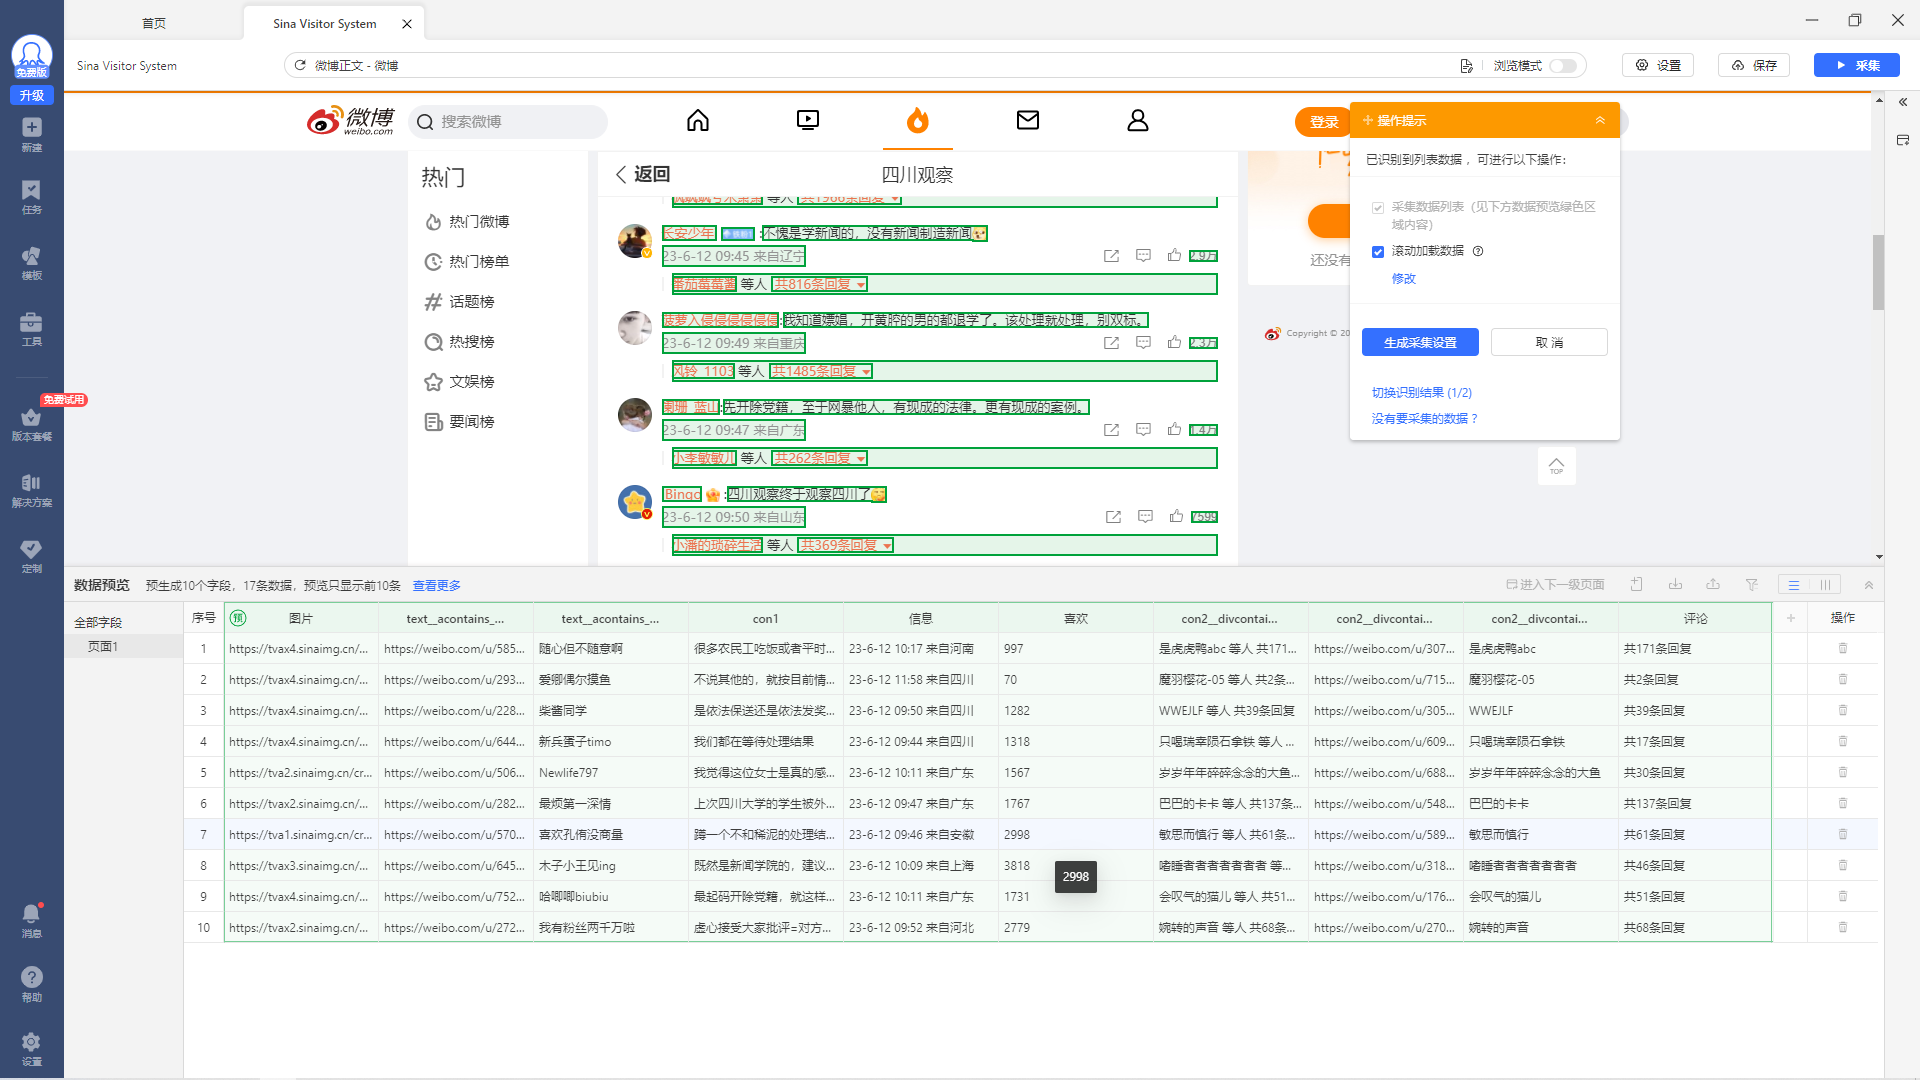 首页
Sina Visitor System
免费版
升级
Sina Visitor System
微博正文 - 微博
浏览模式
设置
保存
采集
新建
任务
模板
工具
免费试用
版本套餐
解决方案
定制
消息
帮助
设置
微博
weibo.com
搜索微博
登录
热门
热门微博
热门榜单
话题榜
热搜榜
文娱榜
要闻榜
返回
四川观察
等人 共1966条回复
长安少年 :不愧是学新闻的，没有新闻制造新闻
23-6-12 09:45 来自辽宁
2.9万
番茄莓莓酱 等人 共816条回复
菠萝入侵侵侵侵侵侵:我知道嫖娼，开黄腔的男的都退学了。该处理就处理，别双标。
23-6-12 09:49 来自重庆
2.3万
风铃_1103 等人 共1485条回复
阑珊_蓝山:先开除党籍，至于网暴他人，有现成的法律。更有现成的案例。
23-6-12 09:47 来自广东
1.4万
小李敏敏儿 等人 共262条回复
Bingo :四川观察终于观察四川了
23-6-12 09:50 来自山东
7599
小潘的琐碎生活 等人 共369条回复
还没有
Copyright © 20
TOP
操作提示
已识别到列表数据，可进行以下操作：
采集数据列表（见下方数据预览绿色区
域内容）
滚动加载数据
修改
生成采集设置
取 消
切换识别结果 (1/2)
没有要采集的数据？
数据预览 预生成10个字段，17条数据，预览只显示前10条 查看更多
进入下一级页面
全部字段
页面1
序号 预 图片 text__acontains_... text__acontains_... con1 信息 喜欢 con2__divcontai... con2__divcontai... con2__divcontai... 评论 + 操作
1 https://tvax4.sinaimg.cn/... https://weibo.com/u/585... 随心但不随意啊 很多农民工吃饭或者平时... 23-6-12 10:17 来自河南 997 是虎虎鸭abc 等人 共171... https://weibo.com/u/307... 是虎虎鸭abc 共171条回复
2 https://tvax4.sinaimg.cn/... https://weibo.com/u/293... 爱卿偶尔摸鱼 不说其他的，就按目前情... 23-6-12 11:58 来自四川 70 魔羽樱花-05 等人 共2条... https://weibo.com/u/715... 魔羽樱花-05 共2条回复
3 https://tvax4.sinaimg.cn/... https://weibo.com/u/228... 柴酱同学 是依法保送还是依法发奖... 23-6-12 09:50 来自四川 1282 WWEJLF 等人 共39条回复 https://weibo.com/u/305... WWEJLF 共39条回复
4 https://tvax4.sinaimg.cn/... https://weibo.com/u/644... 新兵蛋子timo 我们都在等待处理结果 23-6-12 09:44 来自四川 1318 只喝瑞幸陨石拿铁 等人 ... https://weibo.com/u/609... 只喝瑞幸陨石拿铁 共17条回复
5 https://tva2.sinaimg.cn/cr... https://weibo.com/u/506... Newlife797 我觉得这位女士是真的感... 23-6-12 10:11 来自广东 1567 岁岁年年碎碎念念的大鱼... https://weibo.com/u/688... 岁岁年年碎碎念念的大鱼 共30条回复
6 https://tvax2.sinaimg.cn/... https://weibo.com/u/282... 最烦第一深情 上次四川大学的学生被外... 23-6-12 09:47 来自广东 1767 巴巴的卡卡 等人 共137条... https://weibo.com/u/548... 巴巴的卡卡 共137条回复
7 https://tva1.sinaimg.cn/cr... https://weibo.com/u/570... 喜欢孔侑没商量 蹲一个不和稀泥的处理结... 23-6-12 09:46 来自安徽 2998 敏思而慎行 等人 共61条... https://weibo.com/u/589... 敏思而慎行 共61条回复
8 https://tvax3.sinaimg.cn/... https://weibo.com/u/645... 木子小王见ing 既然是新闻学院的，建议... 23-6-12 10:09 来自上海 3818 嗜睡者者者者者者者 等... https://weibo.com/u/318... 嗜睡者者者者者者者 共46条回复
2998
9 https://tvax4.sinaimg.cn/... https://weibo.com/u/752... 哈唧唧biubiu 最起码开除党籍，就这样... 23-6-12 10:11 来自广东 1731 会叹气的猫儿 等人 共51... https://weibo.com/u/176... 会叹气的猫儿 共51条回复
10 https://tvax2.sinaimg.cn/... https://weibo.com/u/272... 我有粉丝两千万啦 虚心接受大家批评=对方... 23-6-12 09:52 来自河北 2779 婉转的声音 等人 共68条... https://weibo.com/u/270... 婉转的声音 共68条回复